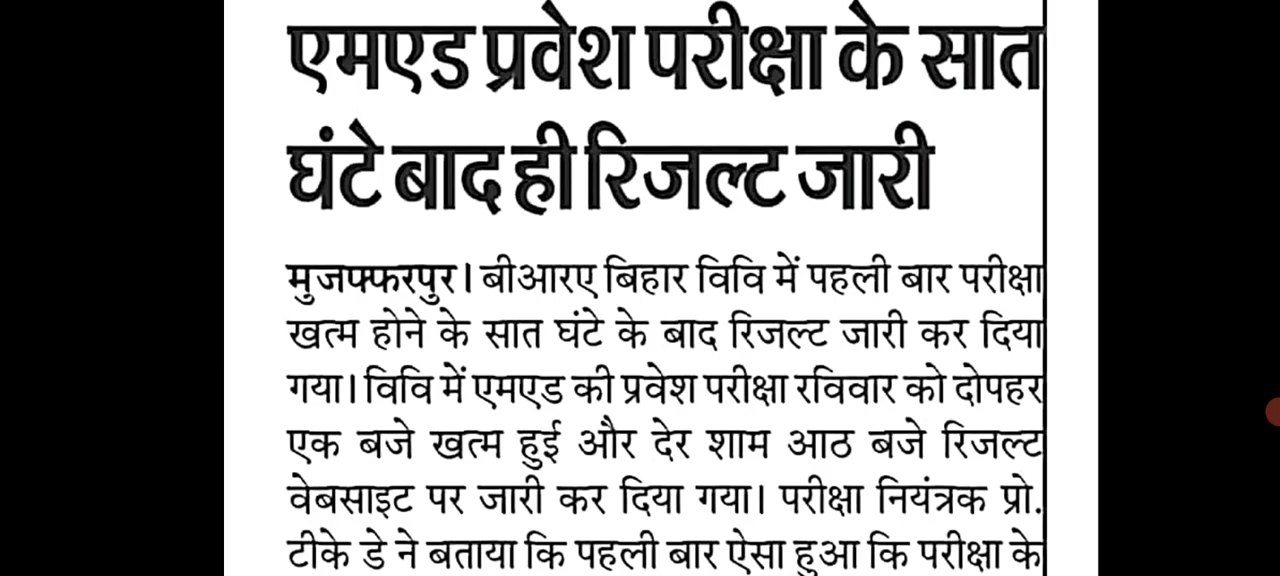 एमएड प्रवेश परीक्षा के सात
घंटे बाद ही रिजल्ट जारी
मुजफ्फरपुर। बीआरए बिहार विवि में पहली बार परीक्षा
खत्म होने के सात घंटे के बाद रिजल्ट जारी कर दिया
गया। विवि में एमएड की प्रवेश परीक्षा रविवार को दोपहर
एक बजे खत्म हुई और देर शाम आठ बजे रिजल्ट
वेबसाइट पर जारी कर दिया गया। परीक्षा नियंत्रक प्रो.
टीके डे ने बताया कि पहली बार ऐसा हुआ कि परीक्षा के